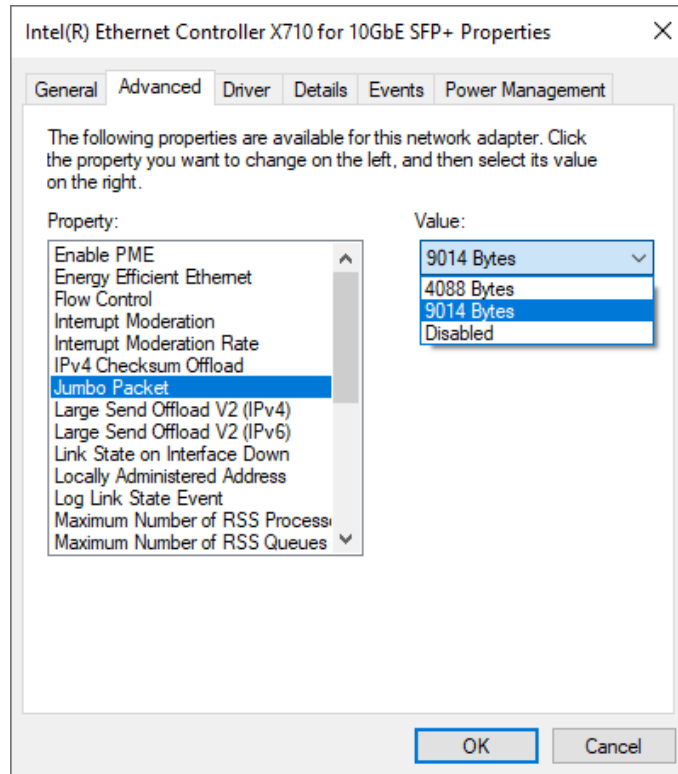 Intel(R) Ethernet Controller X710 for 10GbE SFP+ Properties
General Advanced Driver Details Events Power Management
The following properties are available for this network adapter. Click
the property you want to change on the left, and then select its value
on the right.
Property:
Value:
Enable PME
Energy Efficient Ethernet
Flow Control
Interrupt Moderation
Interrupt Moderation Rate
IPv4 Checksum Offload
Jumbo Packet
Large Send Offload V2 (IPv4)
Large Send Offload V2 (IPv6)
Link State on Interface Down
Locally Administered Address
Log Link State Event
Maximum Number of RSS Process
Maximum Number of RSS Queues
9014 Bytes
4088 Bytes
9014 Bytes
Disabled
OK Cancel